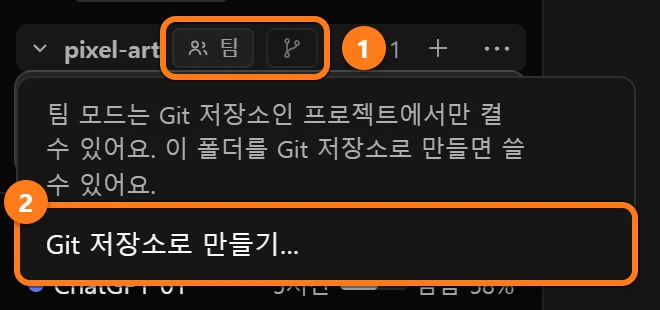 pixel-art 팀 1 1
팀 모드는 Git 저장소인 프로젝트에서만 켤
수 있어요. 이 폴더를 Git 저장소로 만들면 쓸
수 있어요.
2
Git 저장소로 만들기...